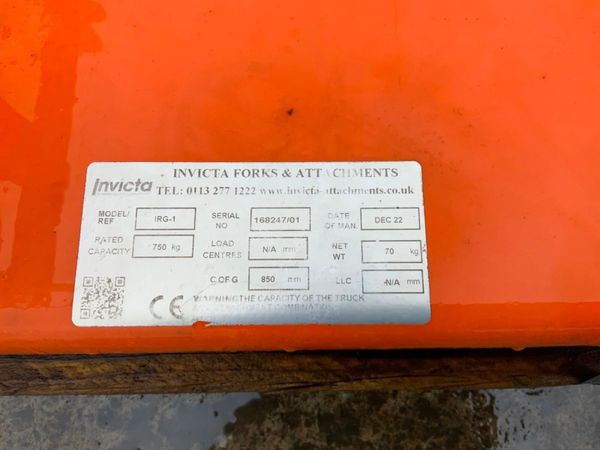 INVICTA FORKS & ATTACHMENTS
Invicta TEL: 0113 277 1222 www.invicta-attachments.co.uk
MODEL/ REF IRG-1 SERIAL NO 168247/01 DATE OF MAN. DEC 22
RATED CAPACITY 750 kg LOAD CENTRES N/A mm NET WT 70 kg
C OF G 850 mm LLC N/A mm
CE WARNING THE CAPACITY OF THE TRUCK